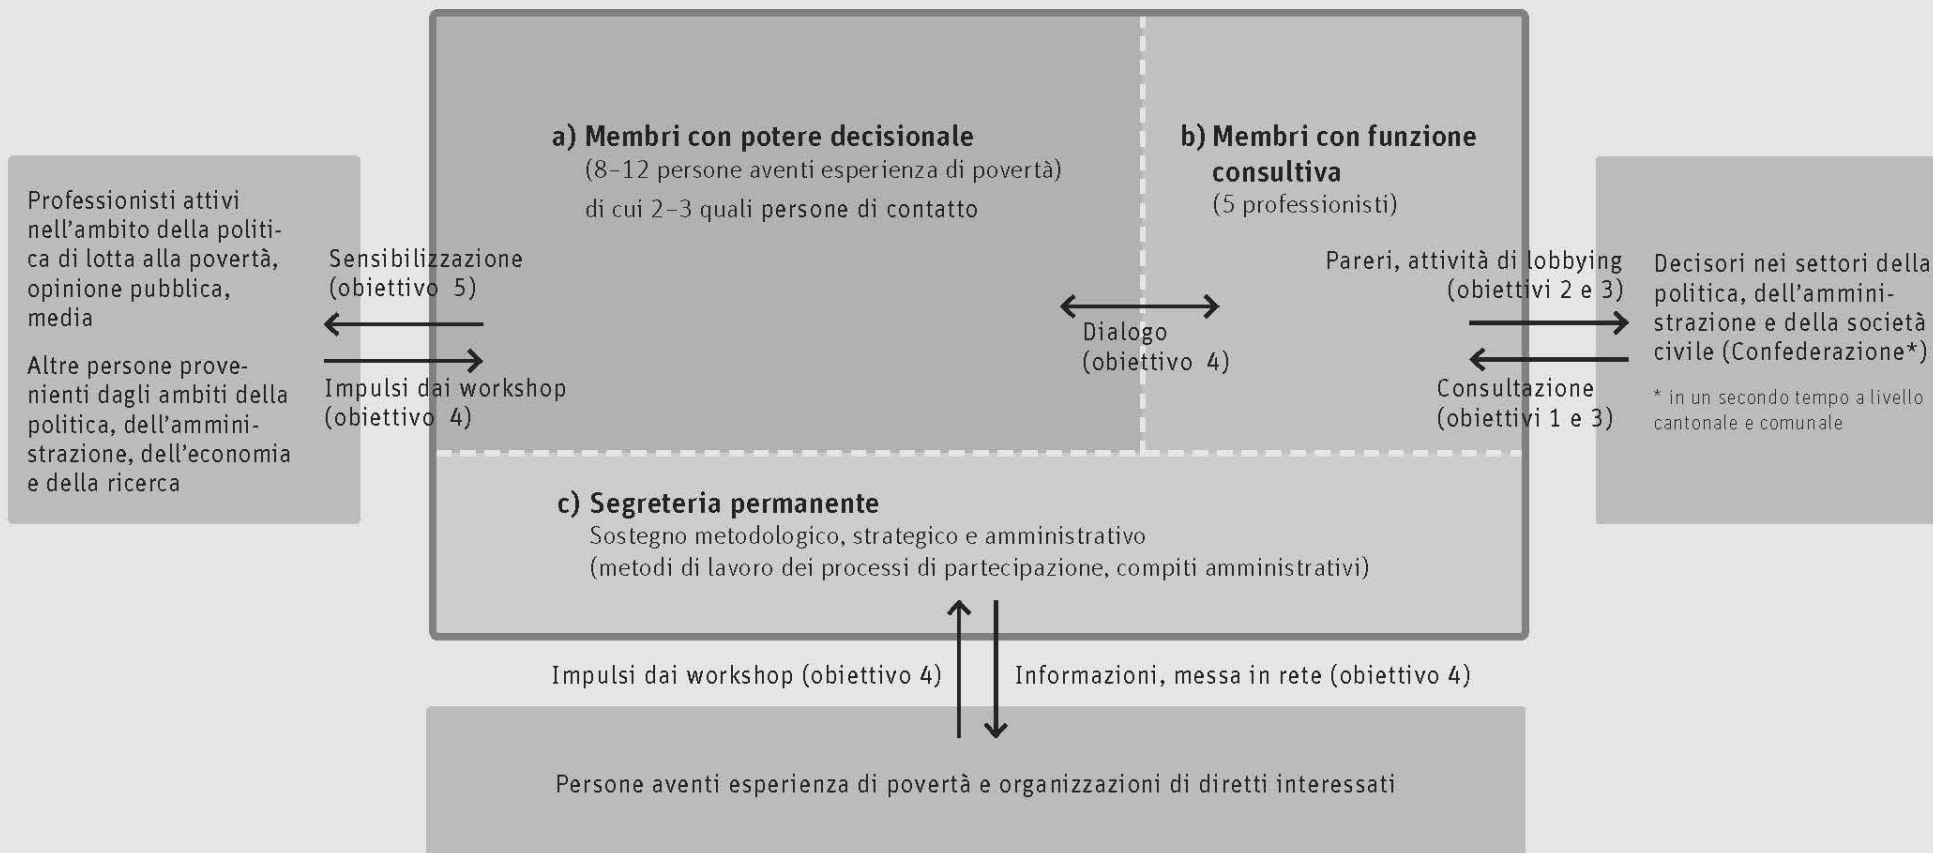 a) Membri con potere decisionale
(8–12 persone aventi esperienza di povertà)
di cui 2–3 quali persone di contatto
b) Membri con funzione
consultiva
(5 professionisti)
Professionisti attivi
nell'ambito della politi-
ca di lotta alla povertà,
opinione pubblica,
media
Altre persone prove-
nienti dagli ambiti della
politica, dell'ammini-
strazione, dell'economia
e della ricerca
Sensibilizzazione
(obiettivo 5)
Impulsi dai workshop
(obiettivo 4)
Dialogo
(obiettivo 4)
Pareri, attività di lobbying
(obiettivi 2 e 3)
Consultazione
(obiettivi 1 e 3)
Decisori nei settori della
politica, dell'ammini-
strazione e della società
civile (Confederazione*)
* in un secondo tempo a livello
cantonale e comunale
c) Segreteria permanente
Sostegno metodologico, strategico e amministrativo
(metodi di lavoro dei processi di partecipazione, compiti amministrativi)
Impulsi dai workshop (obiettivo 4)
Informazioni, messa in rete (obiettivo 4)
Persone aventi esperienza di povertà e organizzazioni di diretti interessati